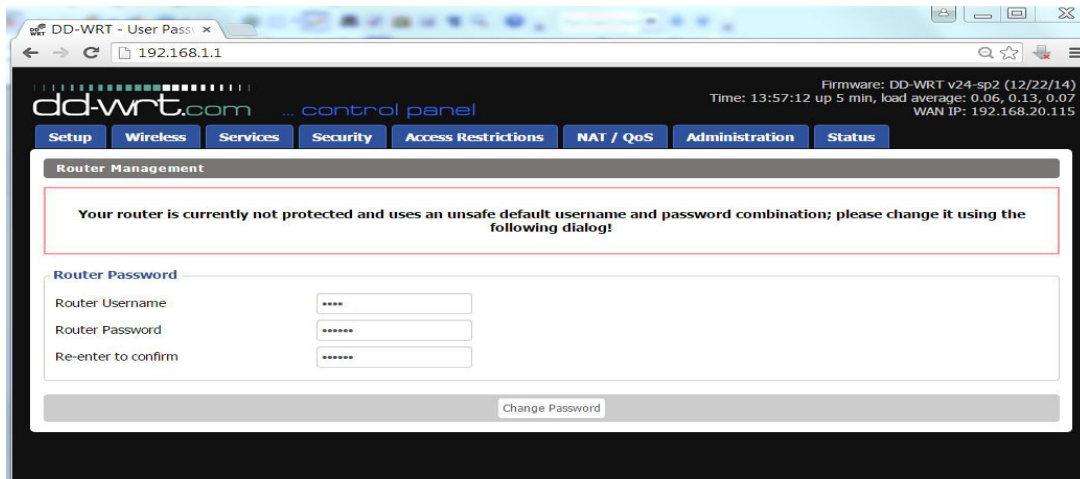 DD-WRT - User Passv
192.168.1.1
dd-wrt.com ... control panel
Firmware: DD-WRT v24-sp2 (12/22/14)
Time: 13:57:12 up 5 min, load average: 0.06, 0.13, 0.07
WAN IP: 192.168.20.115
Setup Wireless Services Security Access Restrictions NAT / QoS Administration Status
Router Management
Your router is currently not protected and uses an unsafe default username and password combination; please change it using the
following dialog!
Router Password
Router Username ••••
Router Password ••••••
Re-enter to confirm ••••••
Change Password